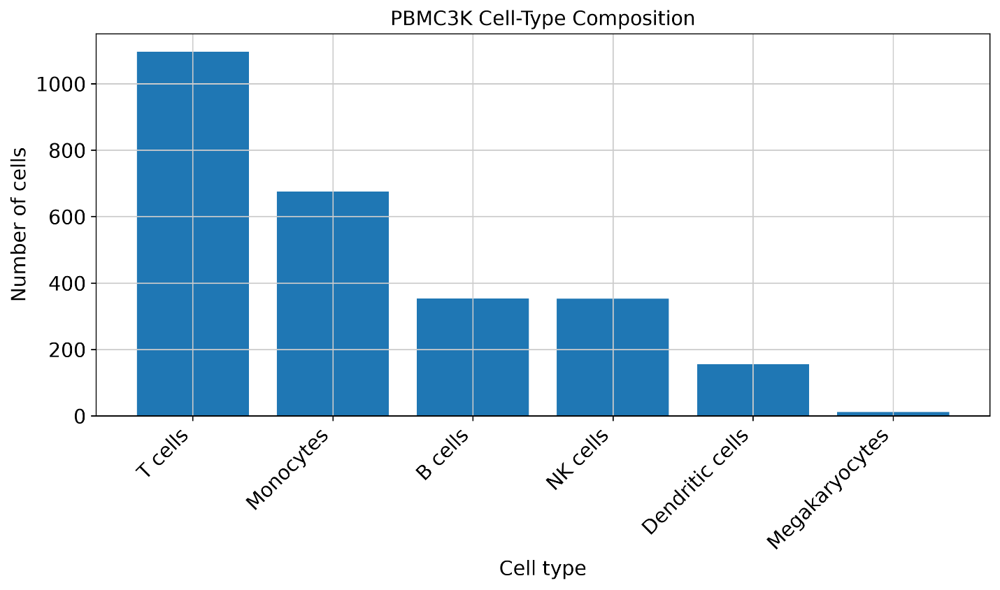 PBMC3K Cell-Type Composition
Number of cells
1000
800
600
400
200
0
T cells
Monocytes
B cells
NK cells
Dendritic cells
Megakaryocytes
Cell type